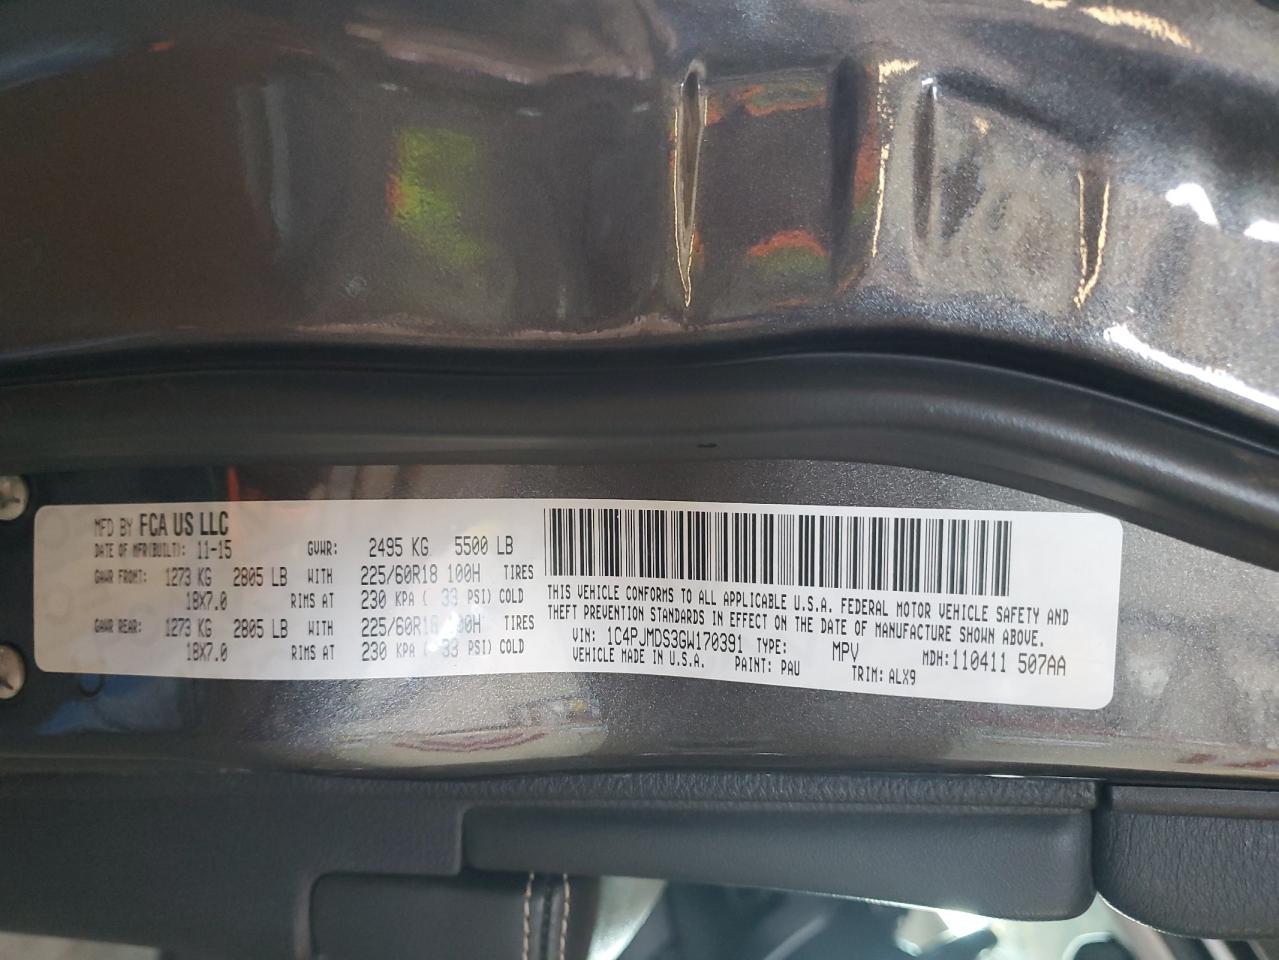 MFD BY FCA US LLC
DATE OF MFR(BUILT): 11-15 GVWR: 2495 KG 5500 LB
GAWR FRONT: 1273 KG 2805 LB WITH 225/60R18 100H TIRES
18X7.0 RIMS AT 230 KPA ( 33 PSI) COLD
GAWR REAR: 1273 KG 2805 LB WITH 225/60R18 100H TIRES
18X7.0 RIMS AT 230 KPA ( 33 PSI) COLD
THIS VEHICLE CONFORMS TO ALL APPLICABLE U.S.A. FEDERAL MOTOR VEHICLE SAFETY AND
THEFT PREVENTION STANDARDS IN EFFECT ON THE DATE OF MANUFACTURE SHOWN ABOVE.
VIN: 1C4PJMDS3GW170391 TYPE: MPV MDH:110411 507AA
VEHICLE MADE IN U.S.A. PAINT: PAU TRIM: ALX9